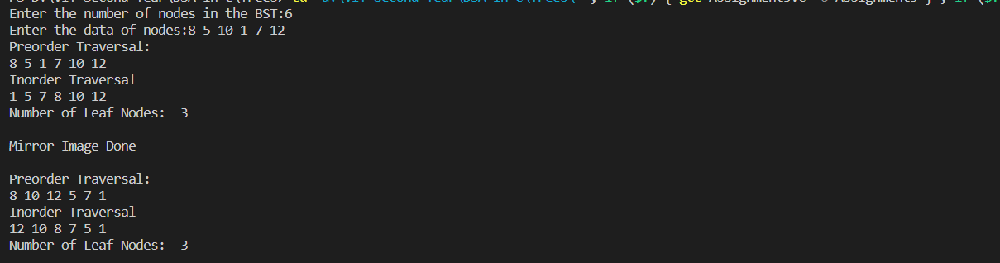 Enter the number of nodes in the BST:6
Enter the data of nodes:8 5 10 1 7 12
Preorder Traversal:
8 5 1 7 10 12
Inorder Traversal
1 5 7 8 10 12
Number of Leaf Nodes:  3
Mirror Image Done
Preorder Traversal:
8 10 12 5 7 1
Inorder Traversal
12 10 8 7 5 1
Number of Leaf Nodes:  3